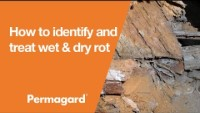 How to identify and
treat wet & dry rot
Permagard